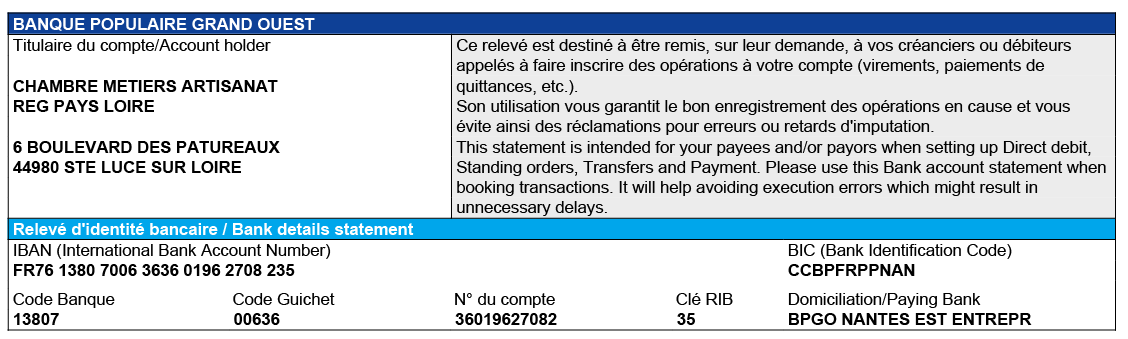 BANQUE POPULAIRE GRAND OUEST
Titulaire du compte/Account holder
CHAMBRE METIERS ARTISANAT
REG PAYS LOIRE
6 BOULEVARD DES PATUREAUX
44980 STE LUCE SUR LOIRE
Ce relevé est destiné à être remis, sur leur demande, à vos créanciers ou débiteurs
appelés à faire inscrire des opérations à votre compte (virements, paiements de
quittances, etc.).
Son utilisation vous garantit le bon enregistrement des opérations en cause et vous
évite ainsi des réclamations pour erreurs ou retards d'imputation.
This statement is intended for your payees and/or payors when setting up Direct debit,
Standing orders, Transfers and Payment. Please use this Bank account statement when
booking transactions. It will help avoiding execution errors which might result in
unnecessary delays.
Relevé d'identité bancaire / Bank details statement
IBAN (International Bank Account Number) BIC (Bank Identification Code)
FR76 1380 7006 3636 0196 2708 235 CCBPFRPPNAN
Code Banque Code Guichet N° du compte Clé RIB Domiciliation/Paying Bank
13807 00636 36019627082 35 BPGO NANTES EST ENTREPR